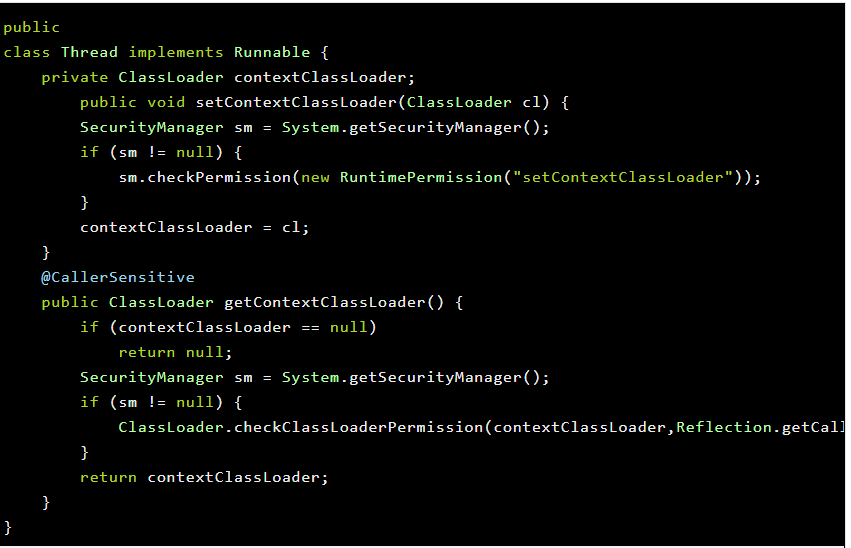 public
class Thread implements Runnable {
    private ClassLoader contextClassLoader;
        public void setContextClassLoader(ClassLoader cl) {
        SecurityManager sm = System.getSecurityManager();
        if (sm != null) {
            sm.checkPermission(new RuntimePermission("setContextClassLoader"));
        }
        contextClassLoader = cl;
    }
    @CallerSensitive
    public ClassLoader getContextClassLoader() {
        if (contextClassLoader == null)
            return null;
        SecurityManager sm = System.getSecurityManager();
        if (sm != null) {
            ClassLoader.checkClassLoaderPermission(contextClassLoader,Reflection.getCall
        }
        return contextClassLoader;
    }
}